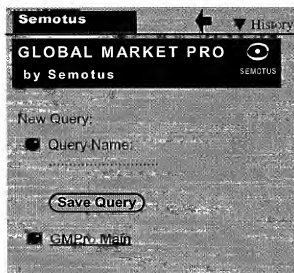 Semotus
History
GLOBAL MARKET PRO
by Semotus
SEMOTUS
New Query:
Query Name:
Save Query
GMPro Main